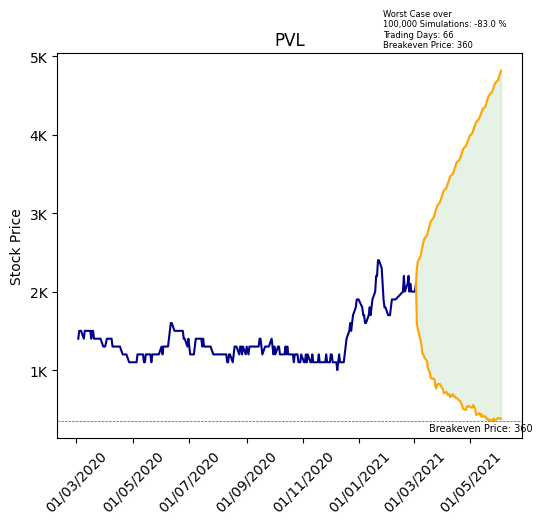 Worst Case over
100,000 Simulations: -83.0 %
Trading Days: 66
Breakeven Price: 360
PVL
5K
4K
3K
2K
1K
Stock Price
Breakeven Price: 360
01/03/2020
01/05/2020
01/07/2020
01/09/2020
01/11/2020
01/01/2021
01/03/2021
01/05/2021